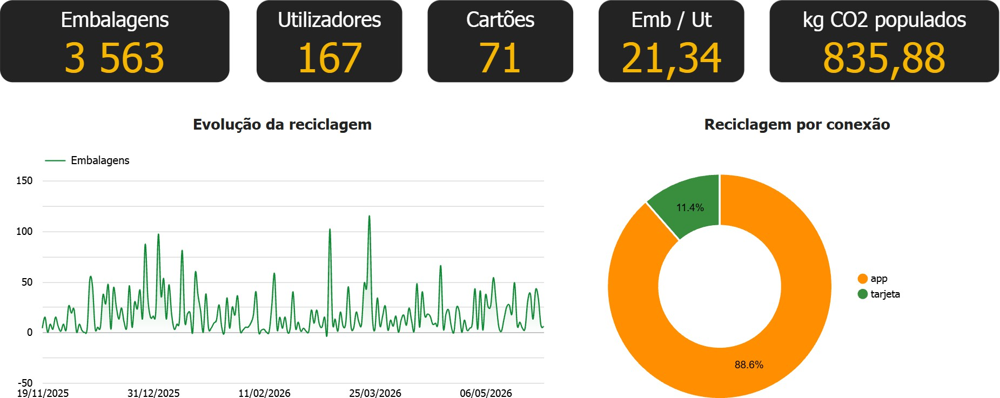 Embalagens
3 563
Utilizadores
167
Cartões
71
Emb / Ut
21,34
kg CO2 populados
835,88
Evolução da reciclagem
Embalagens
150
100
50
0
-50
19/11/2025
31/12/2025
11/02/2026
25/03/2026
06/05/2026
Reciclagem por conexão
11.4%
88.6%
app
tarjeta